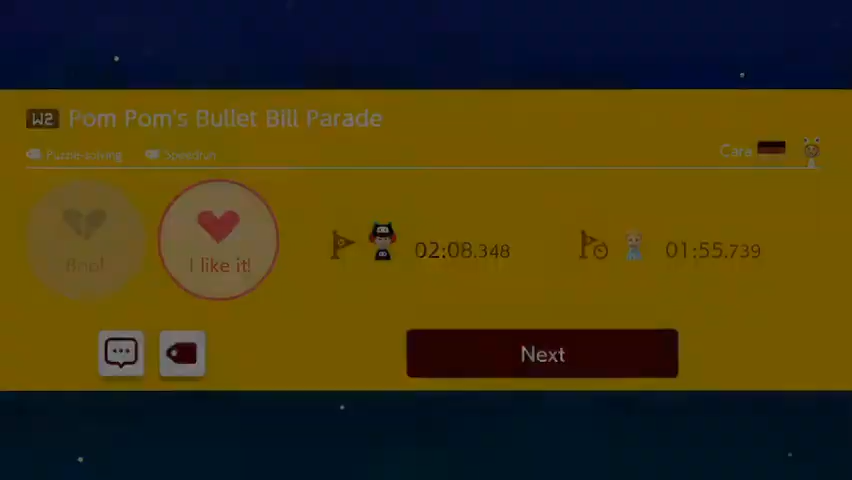 W2 Pom Pom's Bullet Bill Parade
Puzzle-solving Speedrun
Cara
Boo! I like it!
02:08.348 01:55.739
Next